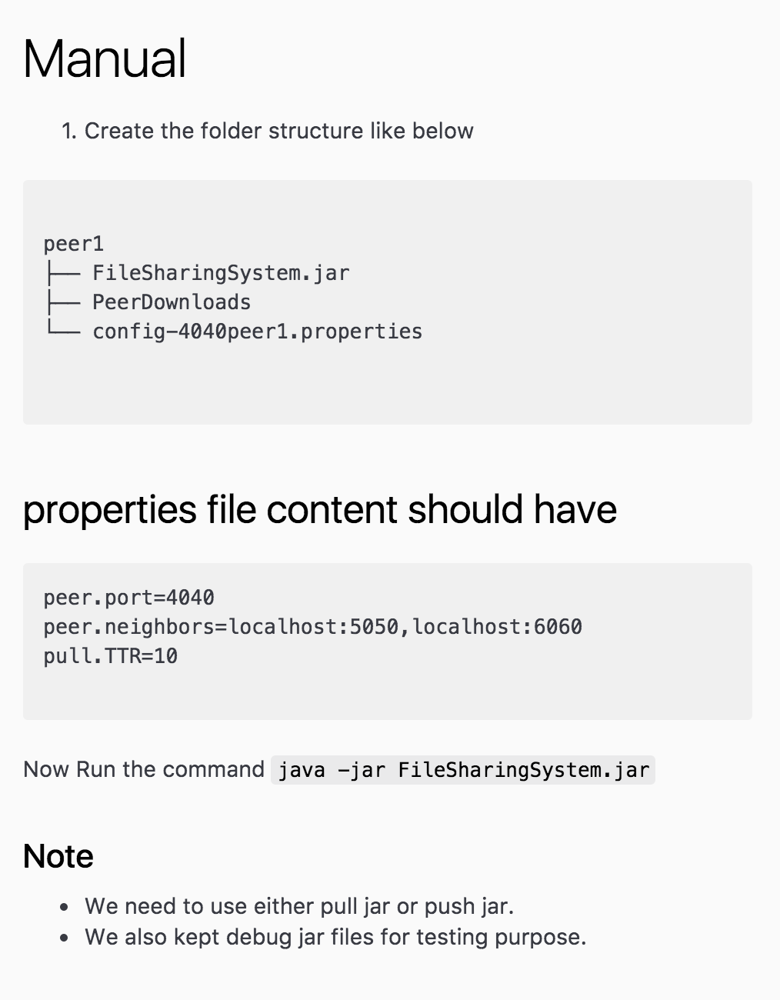 Manual
1. Create the folder structure like below
peer1
├── FileSharingSystem.jar
├── PeerDownloads
└── config-4040peer1.properties
properties file content should have
peer.port=4040
peer.neighbors=localhost:5050,localhost:6060
pull.TTR=10
Now Run the command java -jar FileSharingSystem.jar
Note
• We need to use either pull jar or push jar.
• We also kept debug jar files for testing purpose.